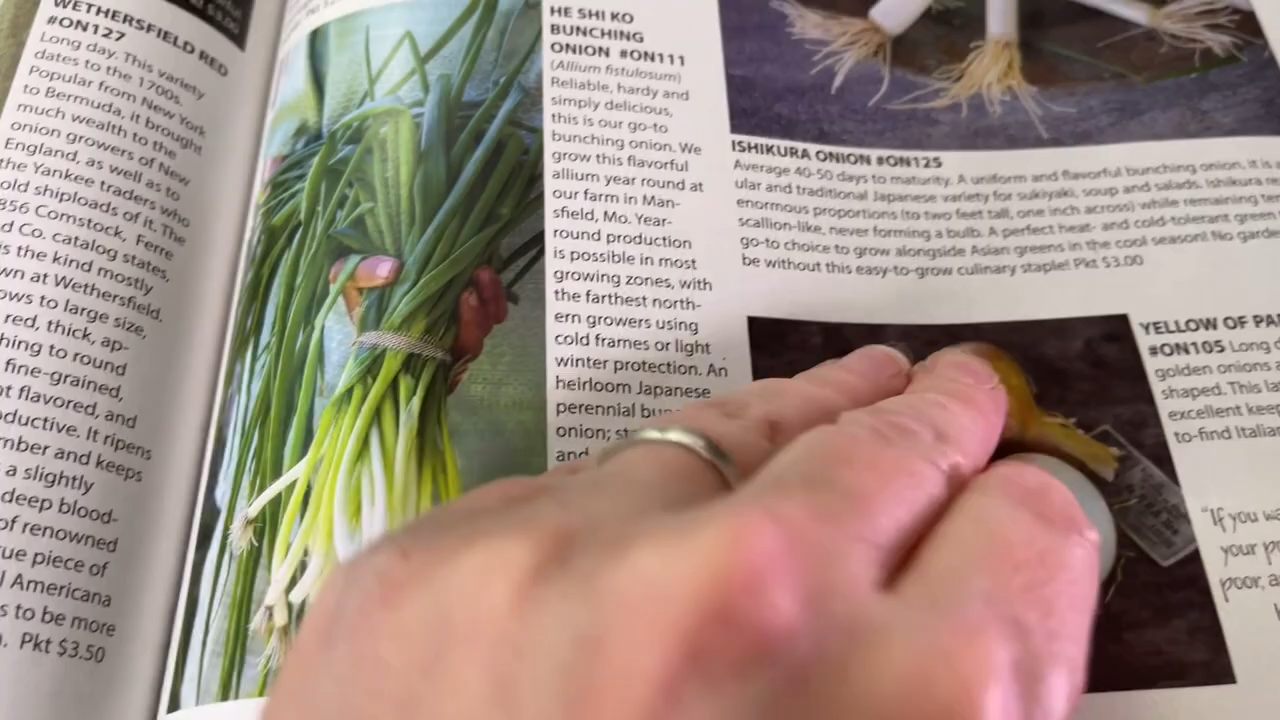 WETHERSFIELD RED
#ON127
Long day. This variety
dates to the 1700s.
Popular from New York
to Bermuda, it brought
much wealth to the
onion growers of New
England, as well as to
the Yankee traders who
old shiploads of it. The
856 Comstock, Ferre
d Co. catalog states,
s the kind mostly
wn at Wethersfield.
ows to large size,
red, thick, ap-
hing to round
fine-grained,
t flavored, and
oductive. It ripens
mber and keeps
a slightly
deep blood-
of renowned
rue piece of
l Americana
s to be more
Pkt $3.50
HE SHI KO
BUNCHING
ONION #ON111
(Allium fistulosum)
Reliable, hardy and
simply delicious,
this is our go-to
bunching onion. We
grow this flavorful
allium year round at
our farm in Man-
sfield, Mo. Year-
round production
is possible in most
growing zones, with
the farthest north-
ern growers using
cold frames or light
winter protection. An
heirloom Japanese
perennial bun
onion; st
and
ISHIKURA ONION #ON125
Average 40-50 days to maturity. A uniform and flavorful bunching onion, it is
ular and traditional Japanese variety for sukiyaki, soup and salads. Ishikura
enormous proportions (to two feet tall, one inch across) while remaining
scallion-like, never forming a bulb. A perfect heat- and cold-tolerant green
go-to choice to grow alongside Asian greens in the cool season! No garde
be without this easy-to-grow culinary staple! Pkt $3.00
YELLOW OF PA
#ON105 Long d
golden onions a
shaped. This la
excellent keep
to-find Italian
"If you wa
your p
poor, a